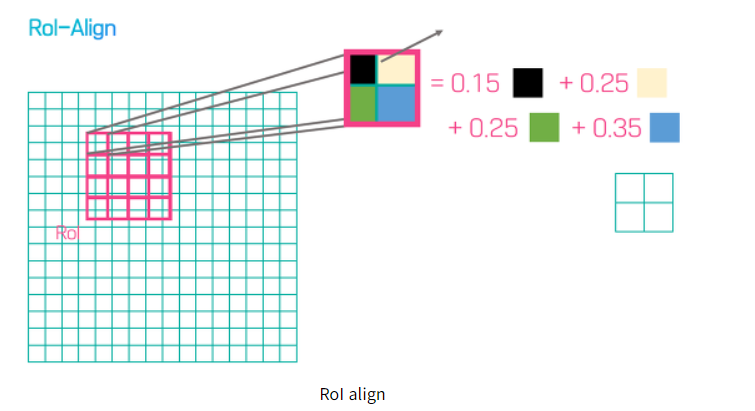 RoI-Align
= 0.15 + 0.25
+ 0.25 + 0.35
RoI
RoI align